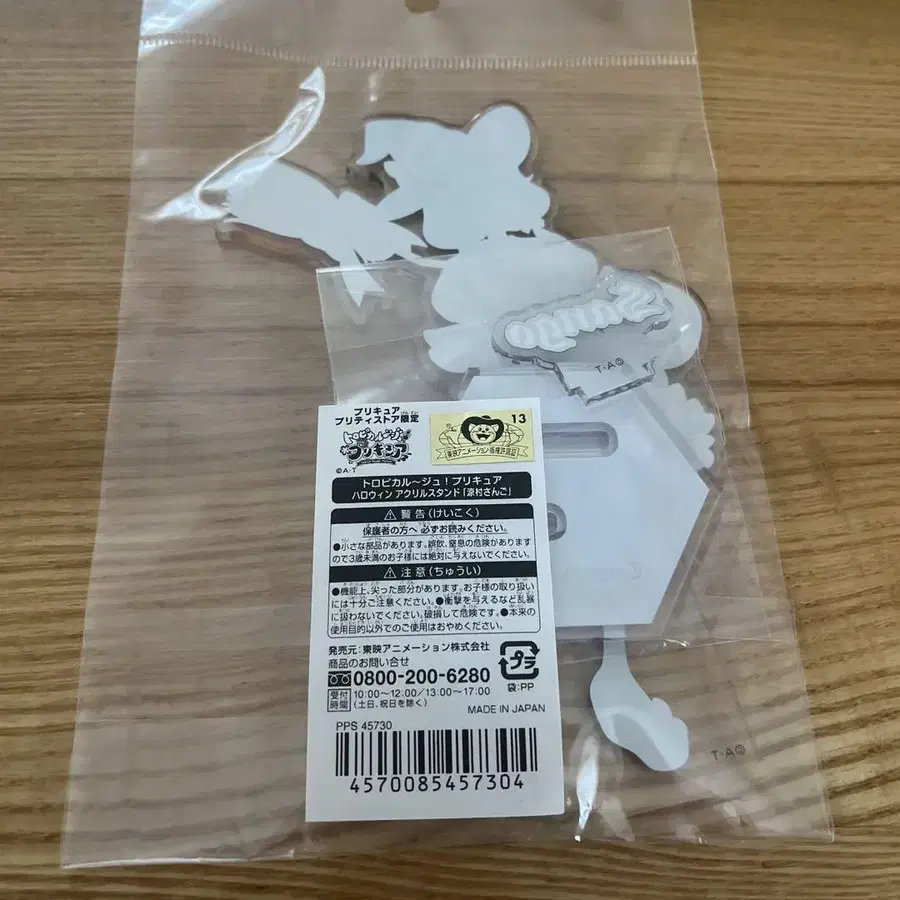 Sango
T・A©
プリキュア
プリティストア限定
13
トロピカル～ジュ!
プリキュア
東映アニメーション版権許諾証
©A・T
トロピカル～ジュ！プリキュア
ハロウィン アクリルスタンド「涼村さんご」
⚠警告(けいこく)
保護者の方へ 必ずお読みください。
●小さな部品があります。誤飲、窒息の危険があります
ので3歳未満のお子様には絶対に与えないでください。
⚠注意(ちゅうい)
●機能上、尖った部分があります。お子様の取り扱い
には十分ご注意ください。●衝撃を与えるなど乱暴
に扱わないでください。破損して危険です。●本来の
使用目的以外でのご使用はおやめください。
発売元：東映アニメーション株式会社
商品のお問い合せ
0800-200-6280
受付時間 10:00～12:00/13:00～17:00
(土日、祝日を除く)
プラ
袋:PP
MADE IN JAPAN
PPS 45730
4570085457304
T・A©